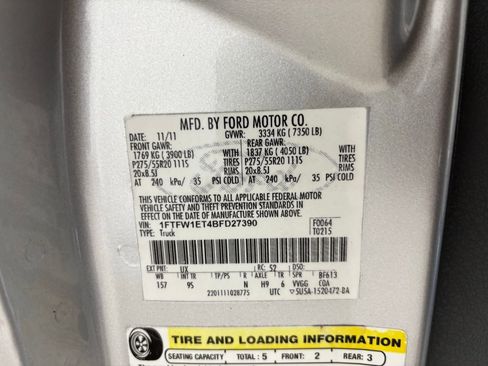 MFD. BY FORD MOTOR CO.
DATE: 11/11 GVWR: 3334 KG ( 7350 LB)
FRONT GAWR: REAR GAWR:
1769 KG ( 3900 LB) WITH 1837 KG ( 4050 LB) WITH
P275/55R20 111S TIRES P275/55R20 111S TIRES
20x8.5J RIMS 20x8.5J RIMS
AT 240 kPa/ 35 PSI COLD AT 240 kPa/ 35 PSI COLD
THIS VEHICLE CONFORMS TO ALL APPLICABLE FEDERAL MOTOR
VEHICLE SAFETY AND THEFT PREVENTION STANDARDS IN
EFFECT ON THE DATE OF MANUFACTURE SHOWN ABOVE.
VIN: 1FTFW1ET4BFD27390 F0064
TYPE: Truck T0215
EXT PNT: UX RC: 52 DSO:
WB INT TR TP/PS R AXLE TR SPR BF613
157 9S N H9 6 VVGG COA
2201111028775 UTC 5U5A-1520472-BA
TIRE AND LOADING INFORMATION
SEATING CAPACITY TOTAL : 5 FRONT: 2 REAR: 3